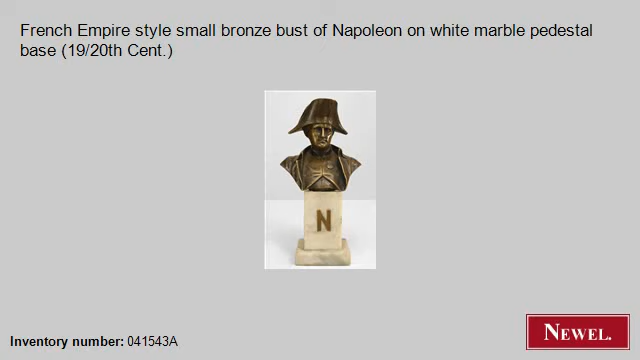 French Empire style small bronze bust of Napoleon on white marble pedestal
base (19/20th Cent.)
N
Inventory number: 041543A
NEWEL.